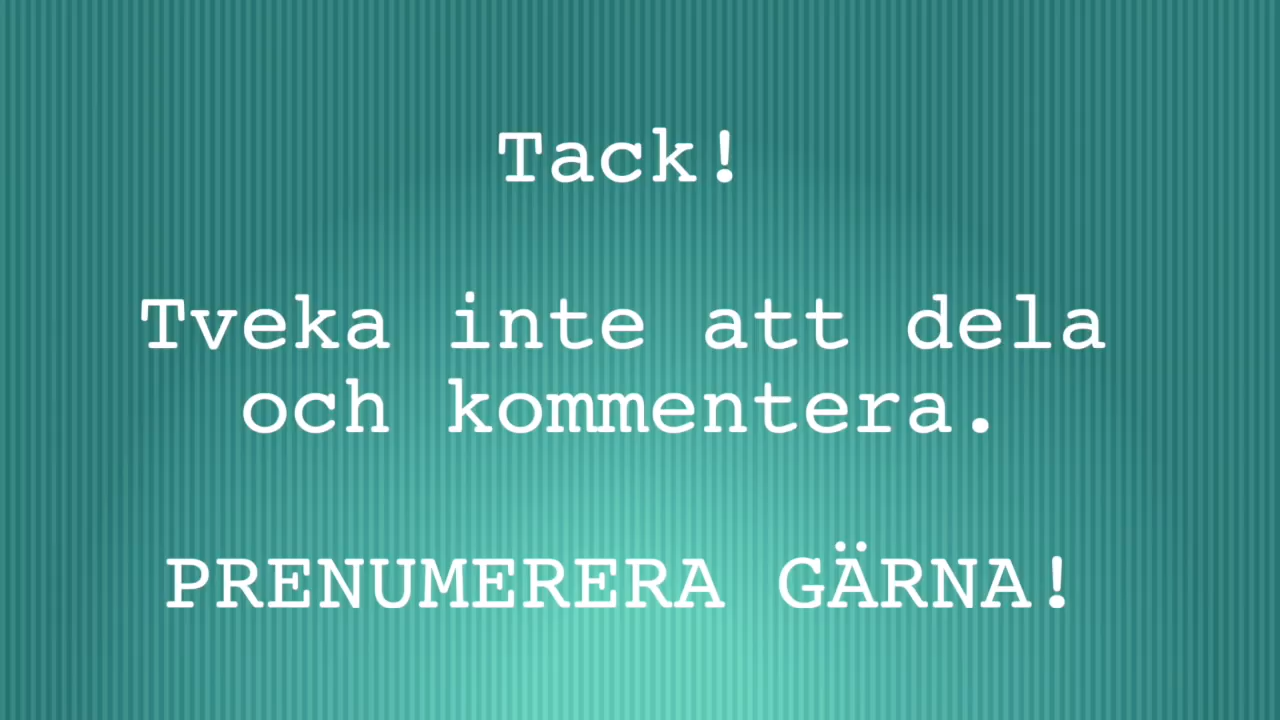 Tack!
Tveka inte att dela
och kommentera.
PRENUMERERA GÄRNA!